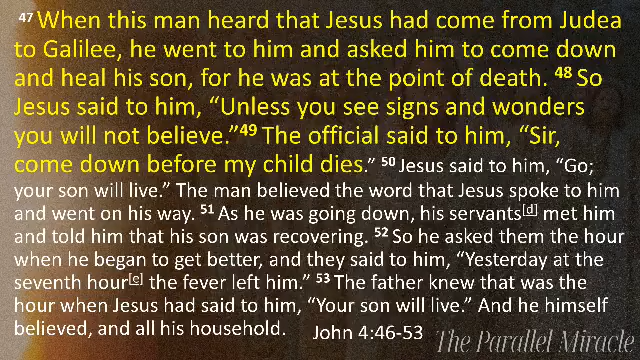 47 When this man heard that Jesus had come from Judea
to Galilee, he went to him and asked him to come down
and heal his son, for he was at the point of death. 48 So
Jesus said to him, “Unless you see signs and wonders
you will not believe.”49 The official said to him, “Sir,
come down before my child dies.” 50 Jesus said to him, “Go;
your son will live.” The man believed the word that Jesus spoke to him
and went on his way. 51 As he was going down, his servants[d] met him
and told him that his son was recovering. 52 So he asked them the hour
when he began to get better, and they said to him, “Yesterday at the
seventh hour[e] the fever left him.” 53 The father knew that was the
hour when Jesus had said to him, “Your son will live.” And he himself
believed, and all his household. John 4:46-53
The Parallel Miracle